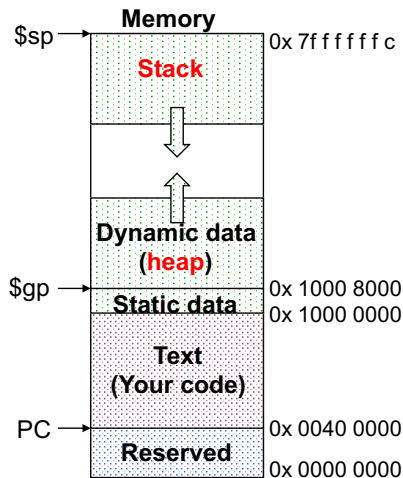 Memory
$sp
0x 7f f f f f f c
Stack
Dynamic data
(heap)
$gp
0x 1000 8000
Static data
0x 1000 0000
Text
(Your code)
PC
0x 0040 0000
Reserved
0x 0000 0000